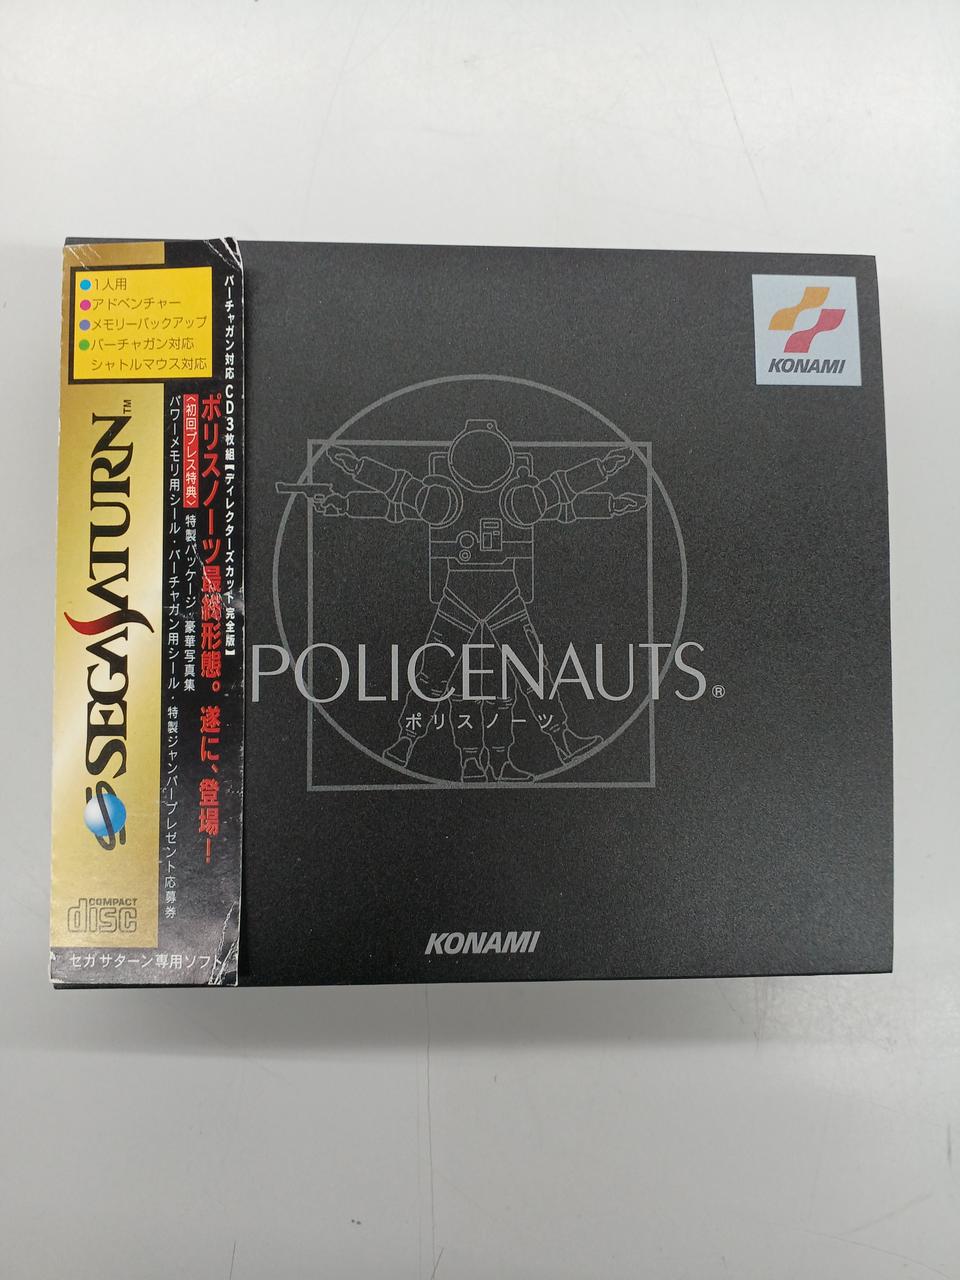 ●1人用
●アドベンチャー
●メモリーバックアップ
●バーチャガン対応
シャトルマウス対応
バーチャガン対応 CD3枚組【ディレクターズカット完全版】
ポリスノーツ最終形態。遂に、登場!
〈初回プレス特典〉特製パッケージ・豪華写真集
パワーメモリ用シール・バーチャガン用シール・特製ジャンパープレゼント応募券
SEGA SATURN™
COMPACT
disc
セガサターン専用ソフト
KONAMI
POLICENAUTS®
ポリスノーツ
KONAMI